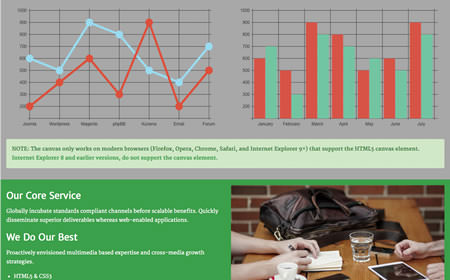 1000
900
800
700
600
500
400
300
200
Joomla Wordpress Magento phpBB Kunena Email Forum
1000
900
800
700
600
500
400
300
200
January February March April May June July
NOTE: The canvas only works on modern browsers (Firefox, Opera, Chrome, Safari, and Internet Explorer 9+) that support the HTML5 canvas element.
Internet Explorer 8 and earlier versions, do not support the canvas element.
Our Core Service
Globally incubate standards compliant channels before scalable benefits. Quickly
disseminate superior deliverables whereas web-enabled applications.
We Do Our Best
Proactively envisioned multimedia based expertise and cross-media growth
strategies.
• HTML5 & CSS3